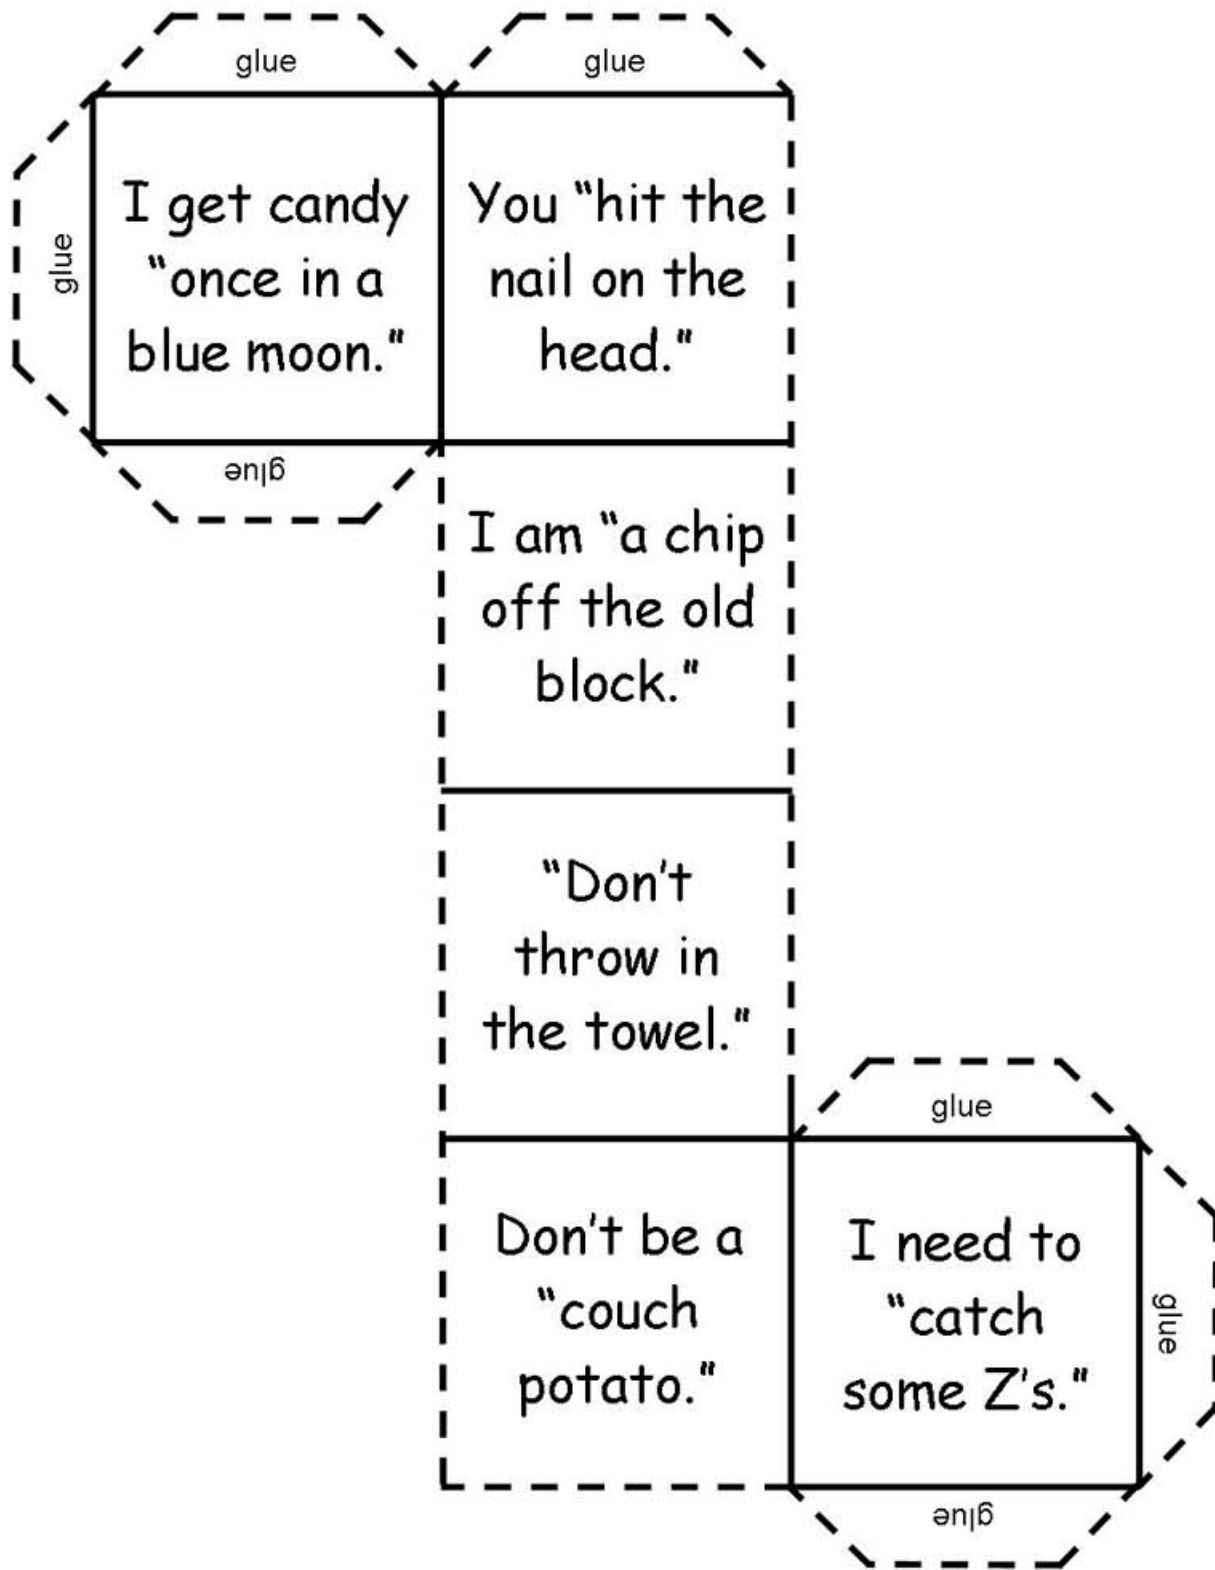 glue
glue
glue
I get candy
“once in a
blue moon.”
glue
You “hit the
nail on the
head.”
I am “a chip
off the old
block.”
“Don’t
throw in
the towel.”
Don’t be a
“couch
potato.”
glue
I need to
“catch
some Z’s.”
glue
glue